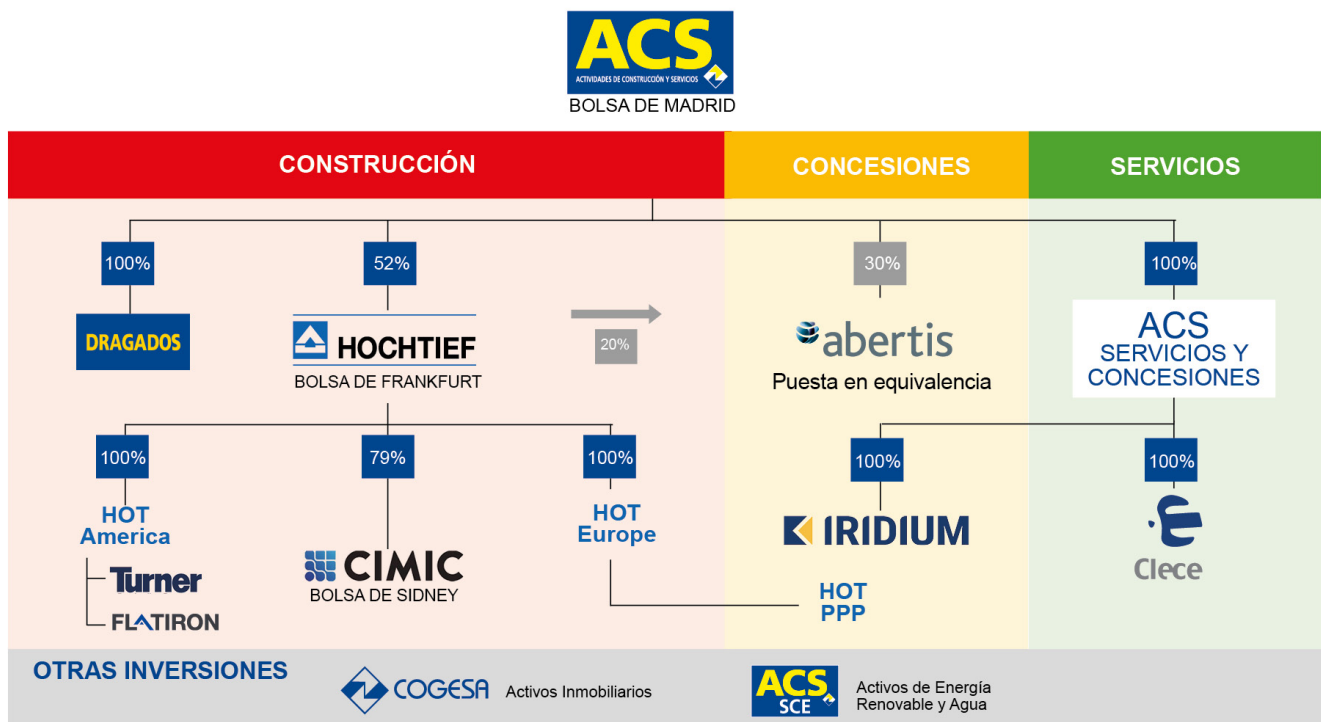 ACS
ACTIVIDADES DE CONSTRUCCIÓN Y SERVICIOS
BOLSA DE MADRID
CONSTRUCCIÓN
CONCESIONES
SERVICIOS
100%
52%
30%
100%
DRAGADOS
HOCHTIEF
BOLSA DE FRANKFURT
20%
abertis
Puesta en equivalencia
ACS
SERVICIOS Y
CONCESIONES
100%
79%
100%
100%
100%
HOT
America
Turner
FLATIRON
CIMIC
BOLSA DE SIDNEY
HOT
Europe
IRIDIUM
HOT
PPP
Clece
OTRAS INVERSIONES
COGESA
Activos Inmobiliarios
ACS
SCE
Activos de Energía
Renovable y Agua